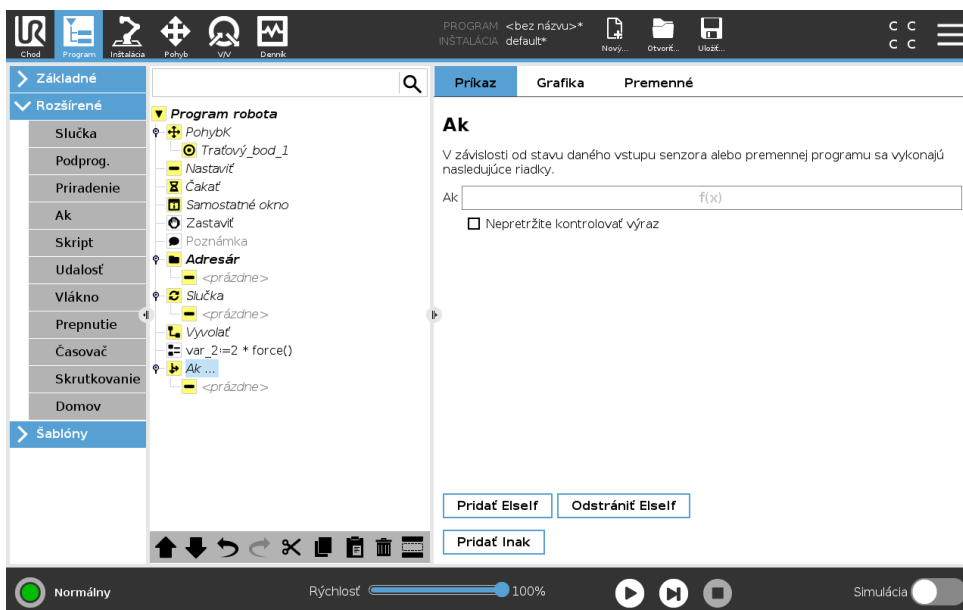 PROGRAM <bez názvu>*
INŠTALÁCIA default*
Chod Program Inštalácia Pohyb V/V Denník Nový... Otvoriť... Uložiť...
C C
C C
Základné
Rozšírené
Slučka
Podprog.
Priradenie
Ak
Skript
Udalosť
Vlákno
Prepnutie
Časovač
Skrutkovanie
Domov
Šablóny
Program robota
PohybK
Traťový_bod_1
Nastaviť
Čakať
Samostatné okno
Zastaviť
Poznámka
Adresár
<prázdne>
Slučka
<prázdne>
Vyvolať
var_2:=2 * force()
Ak ...
<prázdne>
Príkaz Grafika Premenné
Ak
V závislosti od stavu daného vstupu senzora alebo premennej programu sa vykonajú
nasledujúce riadky.
Ak f(x)
Nepretržite kontrolovať výraz
Pridať ElseIf Odstrániť ElseIf
Pridať Inak
Normálny Rýchlosť 100% Simulácia